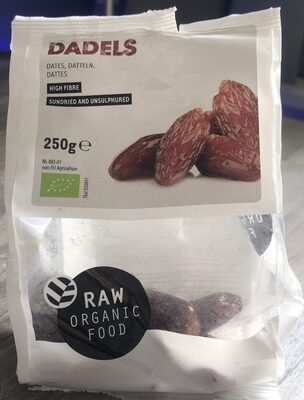 DADELS
DATES, DATTELN,
DATTES
HIGH FIBRE
SUNDRIED AND UNSULPHURED
250g e
NL-BIO-01
non-EU Agriculture
RAW
ORGANIC
FOOD